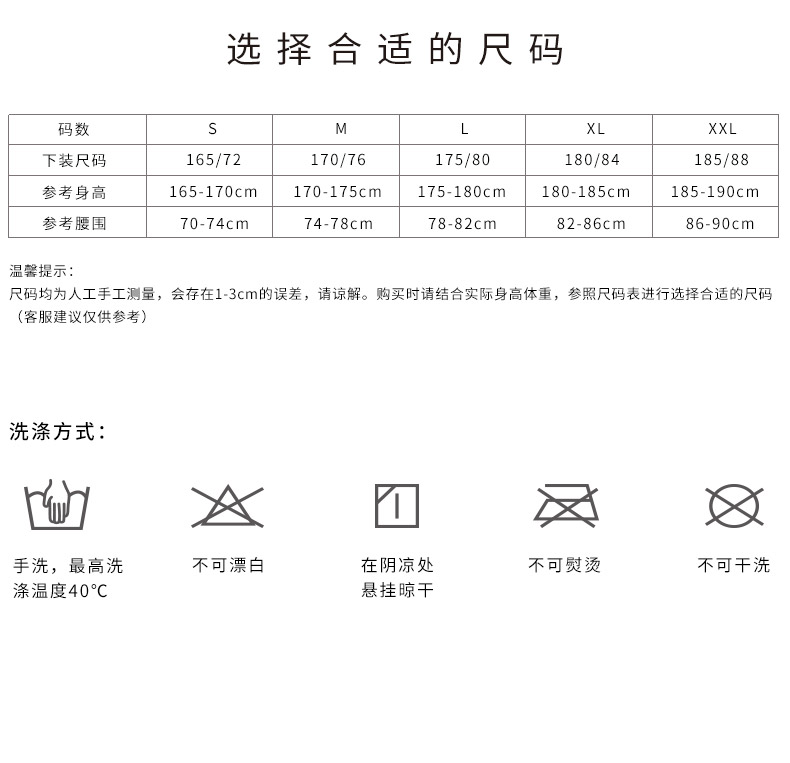 选择合适的尺码
码数 S M L XL XXL
下装尺码 165/72 170/76 175/80 180/84 185/88
参考身高 165-170cm 170-175cm 175-180cm 180-185cm 185-190cm
参考腰围 70-74cm 74-78cm 78-82cm 82-86cm 86-90cm
温馨提示：
尺码均为人工手工测量，会存在1-3cm的误差，请谅解。购买时请结合实际身高体重，参照尺码表进行选择合适的尺码
（客服建议仅供参考）
洗涤方式：
手洗，最高洗
涤温度40℃
不可漂白
在阴凉处
悬挂晾干
不可熨烫
不可干洗